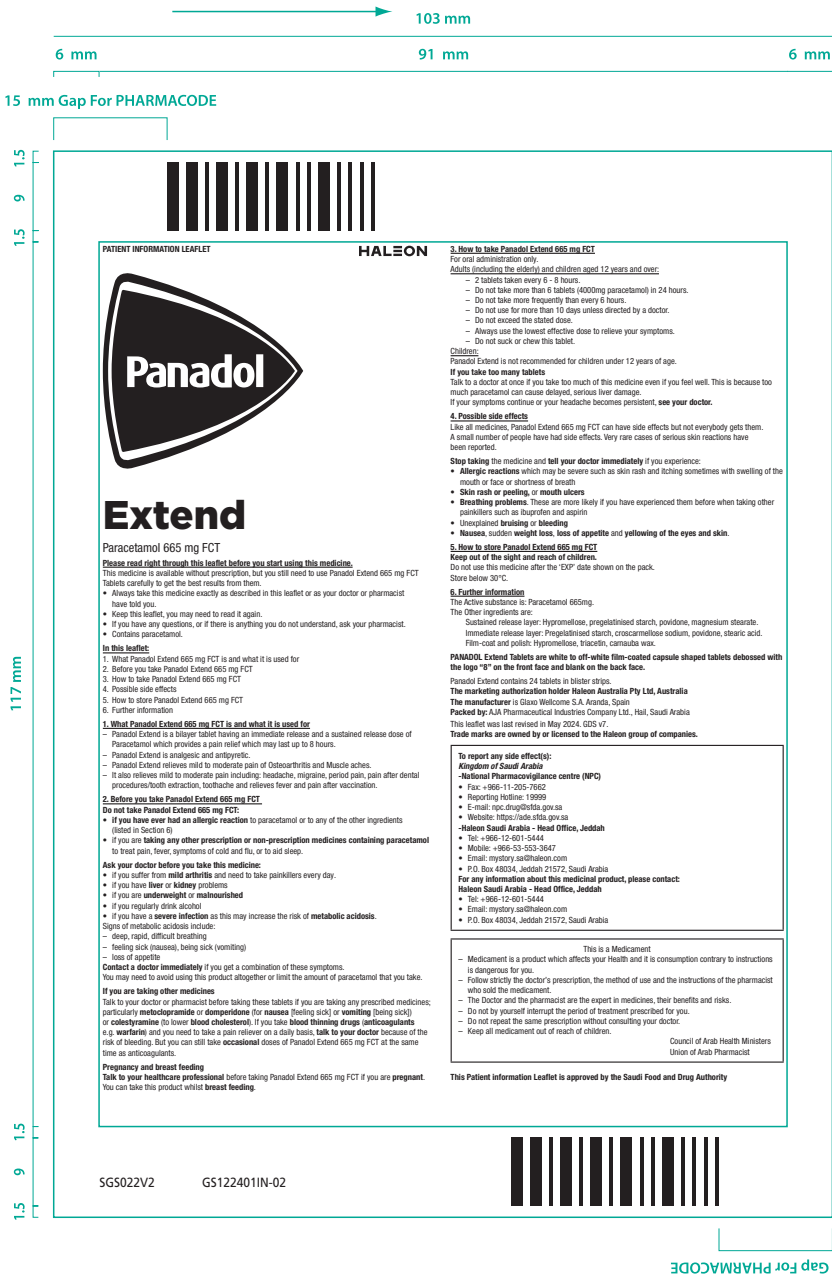 103 mm
6 mm
91 mm
6 mm
15 mm Gap For PHARMACODE
1.5
9
1.5
117 mm
1.5
9
1.5
PATIENT INFORMATION LEAFLET
HALEON
Panadol
Extend
Paracetamol 665 mg FCT
Please read right through this leaflet before you start using this medicine.
This medicine is available without prescription, but you still need to use Panadol Extend 665 mg FCT
Tablets carefully to get the best results from them.
• Always take this medicine exactly as described in this leaflet or as your doctor or pharmacist
have told you.
• Keep this leaflet, you may need to read it again.
• If you have any questions, or if there is anything you do not understand, ask your pharmacist.
• Contains paracetamol.
In this leaflet:
1. What Panadol Extend 665 mg FCT is and what it is used for
2. Before you take Panadol Extend 665 mg FCT
3. How to take Panadol Extend 665 mg FCT
4. Possible side effects
5. How to store Panadol Extend 665 mg FCT
6. Further information
1. What Panadol Extend 665 mg FCT is and what it is used for
– Panadol Extend is a bilayer tablet having an immediate release and a sustained release dose of
Paracetamol which provides a pain relief which may last up to 8 hours.
– Panadol Extend is analgesic and antipyretic.
– Panadol Extend relieves mild to moderate pain of Osteoarthritis and Muscle aches.
– It also relieves mild to moderate pain including: headache, migraine, period pain, pain after dental
procedures/tooth extraction, toothache and relieves fever and pain after vaccination.
2. Before you take Panadol Extend 665 mg FCT
Do not take Panadol Extend 665 mg FCT:
• if you have ever had an allergic reaction to paracetamol or to any of the other ingredients
(listed in Section 6)
• if you are taking any other prescription or non-prescription medicines containing paracetamol
to treat pain, fever, symptoms of cold and flu, or to aid sleep.
Ask your doctor before you take this medicine:
• if you suffer from mild arthritis and need to take painkillers every day.
• if you have liver or kidney problems
• if you are underweight or malnourished
• if you regularly drink alcohol
• if you have a severe infection as this may increase the risk of metabolic acidosis.
Signs of metabolic acidosis include:
– deep, rapid, difficult breathing
– feeling sick (nausea), being sick (vomiting)
– loss of appetite
Contact a doctor immediately if you get a combination of these symptoms.
You may need to avoid using this product altogether or limit the amount of paracetamol that you take.
If you are taking other medicines
Talk to your doctor or pharmacist before taking these tablets if you are taking any prescribed medicines;
particularly metoclopramide or domperidone (for nausea [feeling sick] or vomiting [being sick])
or colestyramine (to lower blood cholesterol). If you take blood thinning drugs (anticoagulants
e.g. warfarin) and you need to take a pain reliever on a daily basis, talk to your doctor because of the
risk of bleeding. But you can still take occasional doses of Panadol Extend 665 mg FCT at the same
time as anticoagulants.
Pregnancy and breast feeding
Talk to your healthcare professional before taking Panadol Extend 665 mg FCT if you are pregnant.
You can take this product whilst breast feeding.
3. How to take Panadol Extend 665 mg FCT
For oral administration only.
Adults (including the elderly) and children aged 12 years and over:
– 2 tablets taken every 6 - 8 hours.
– Do not take more than 6 tablets (4000mg paracetamol) in 24 hours.
– Do not take more frequently than every 6 hours.
– Do not use for more than 10 days unless directed by a doctor.
– Do not exceed the stated dose.
– Always use the lowest effective dose to relieve your symptoms.
– Do not suck or chew this tablet.
Children:
Panadol Extend is not recommended for children under 12 years of age.
If you take too many tablets
Talk to a doctor at once if you take too much of this medicine even if you feel well. This is because too
much paracetamol can cause delayed, serious liver damage.
If your symptoms continue or your headache becomes persistent, see your doctor.
4. Possible side effects
Like all medicines, Panadol Extend 665 mg FCT can have side effects but not everybody gets them.
A small number of people have had side effects. Very rare cases of serious skin reactions have
been reported.
Stop taking the medicine and tell your doctor immediately if you experience:
• Allergic reactions which may be severe such as skin rash and itching sometimes with swelling of the
mouth or face or shortness of breath
• Skin rash or peeling, or mouth ulcers
• Breathing problems. These are more likely if you have experienced them before when taking other
painkillers such as ibuprofen and aspirin
• Unexplained bruising or bleeding
• Nausea, sudden weight loss, loss of appetite and yellowing of the eyes and skin.
5. How to store Panadol Extend 665 mg FCT
Keep out of the sight and reach of children.
Do not use this medicine after the 'EXP' date shown on the pack.
Store below 30°C.
6. Further information
The Active substance is: Paracetamol 665mg.
The Other ingredients are:
Sustained release layer: Hypromellose, pregelatinised starch, povidone, magnesium stearate.
Immediate release layer: Pregelatinised starch, croscarmellose sodium, povidone, stearic acid.
Film-coat and polish: Hypromellose, triacetin, carnauba wax.
PANADOL Extend Tablets are white to off-white film-coated capsule shaped tablets debossed with
the logo "8" on the front face and blank on the back face.
Panadol Extend contains 24 tablets in blister strips.
The marketing authorization holder Haleon Australia Pty Ltd, Australia
The manufacturer is Glaxo Wellcome S.A. Aranda, Spain
Packed by: AJA Pharmaceutical Industries Company Ltd., Hail, Saudi Arabia
This leaflet was last revised in May 2024. GDS v7.
Trade marks are owned by or licensed to the Haleon group of companies.
To report any side effect(s):
Kingdom of Saudi Arabia
-National Pharmacovigilance centre (NPC)
• Fax: +966-11-205-7662
• Reporting Hotline: 19999
• E-mail: npc.drug@sfda.gov.sa
• Website: https://ade.sfda.gov.sa
-Haleon Saudi Arabia - Head Office, Jeddah
• Tel: +966-12-601-5444
• Mobile: +966-53-553-3647
• Email: mystory.sa@haleon.com
• P.O. Box 48034, Jeddah 21572, Saudi Arabia
For any information about this medicinal product, please contact:
Haleon Saudi Arabia - Head Office, Jeddah
• Tel: +966-12-601-5444
• Email: mystory.sa@haleon.com
• P.O. Box 48034, Jeddah 21572, Saudi Arabia
This is a Medicament
– Medicament is a product which affects your Health and it is consumption contrary to instructions
is dangerous for you.
– Follow strictly the doctor's prescription, the method of use and the instructions of the pharmacist
who sold the medicament.
– The Doctor and the pharmacist are the expert in medicines, their benefits and risks.
– Do not by yourself interrupt the period of treatment prescribed for you.
– Do not repeat the same prescription without consulting your doctor.
– Keep all medicament out of reach of children.
Council of Arab Health Ministers
Union of Arab Pharmacist
This Patient information Leaflet is approved by the Saudi Food and Drug Authority
SGS022V2
GS122401IN-02
Gap For PHARMACODE